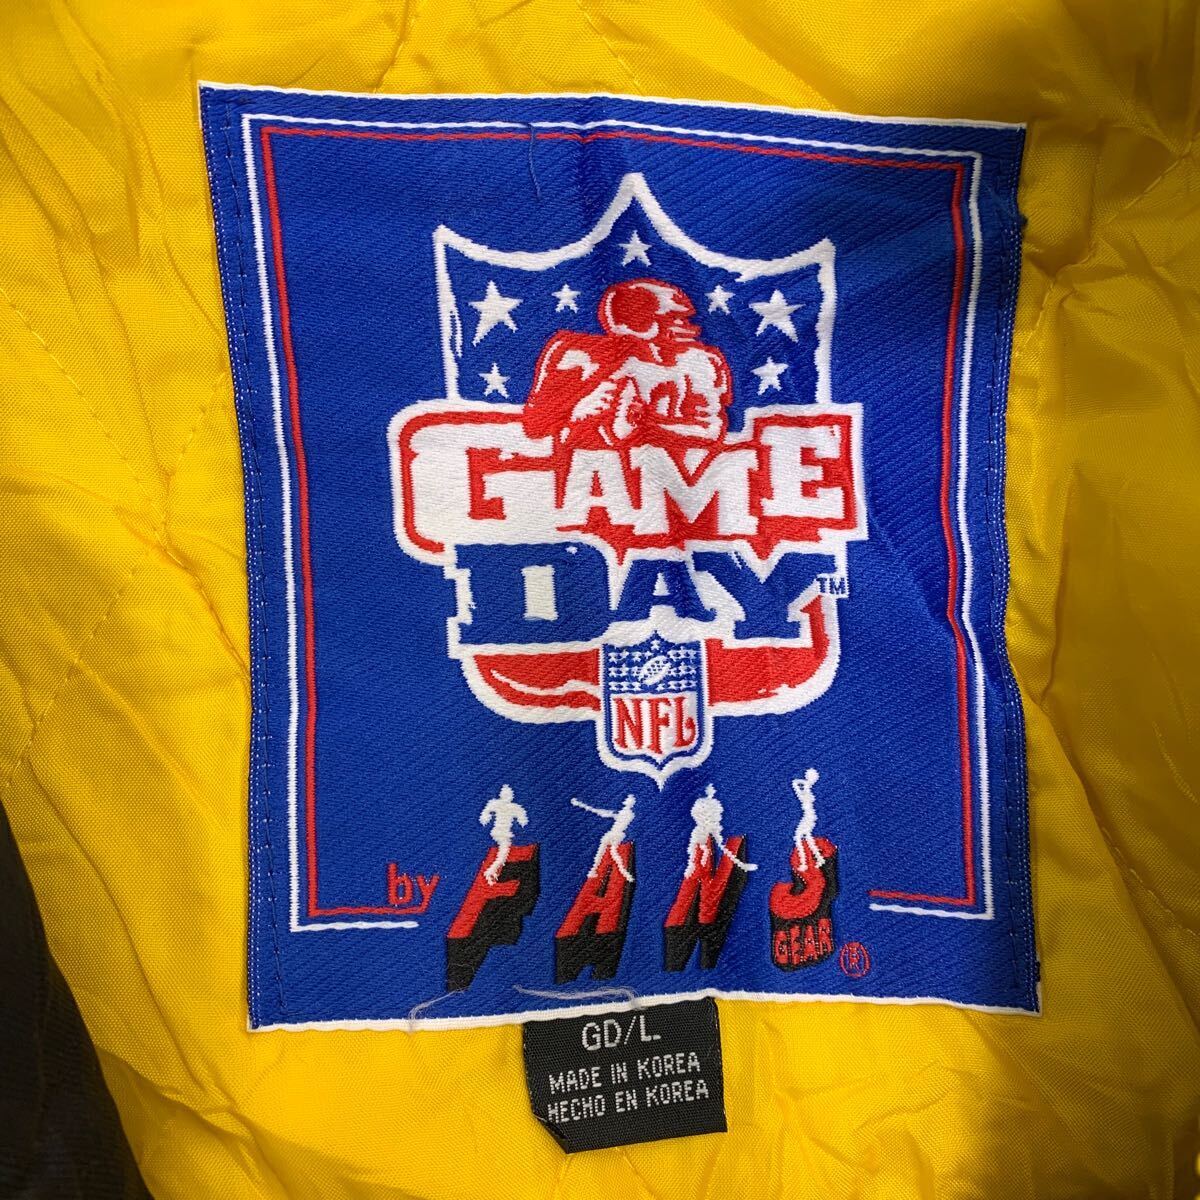 GAME
DAY™
NFL
by FANS
GEAR®
GD/L
MADE IN KOREA
HECHO EN KOREA